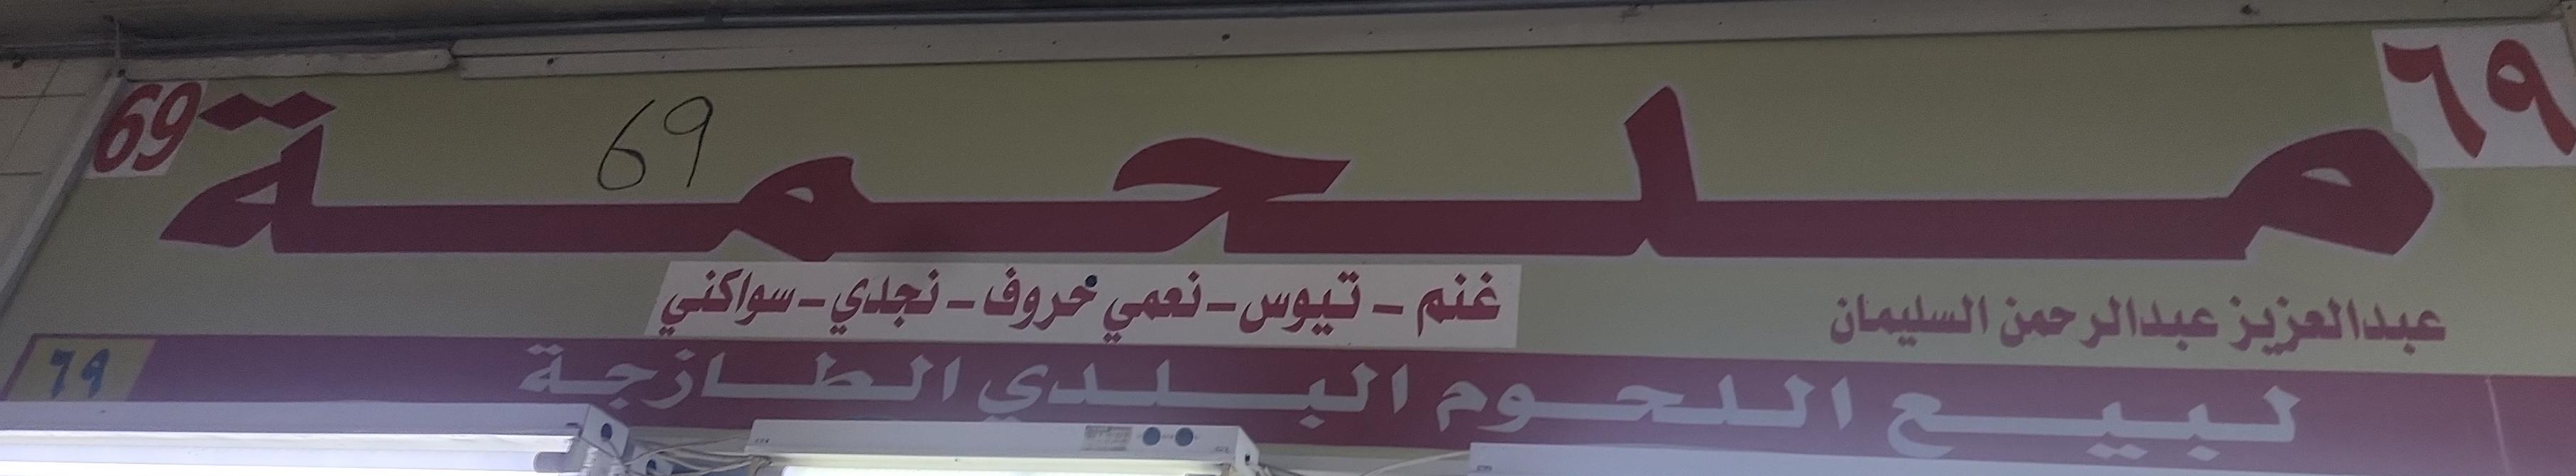 ٦٩
ملحمة
69
69
عبدالعزيز عبدالرحمن السليمان
غنم - تيوس - نعمي خروف - نجدي - سواكني
لبيع اللحوم البلدي الطازجة
٦٩